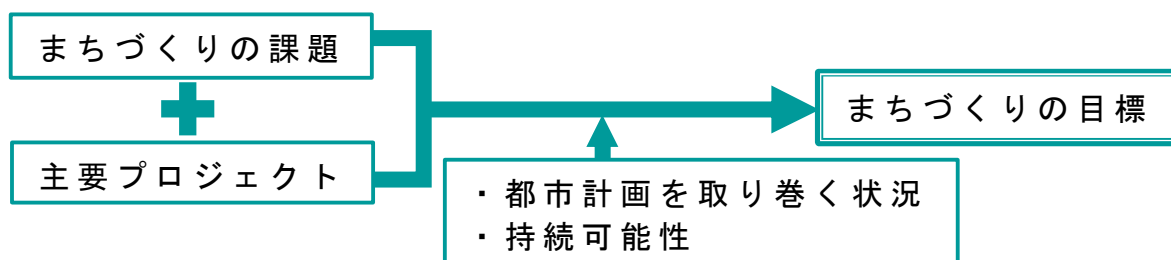 まちづくりの課題
主要プロジェクト
・都市計画を取り巻く状況
・持続可能性
まちづくりの目標